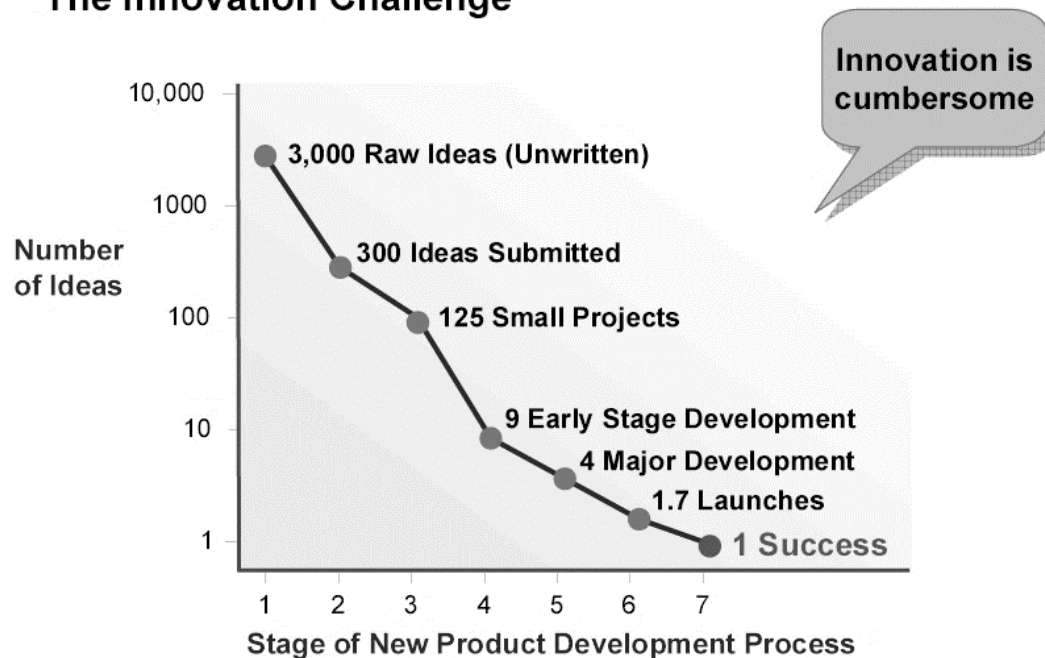 The Innovation Challenge
Innovation is
cumbersome
10,000
3,000 Raw Ideas (Unwritten)
1000
300 Ideas Submitted
Number
of Ideas
100
125 Small Projects
10
9 Early Stage Development
4 Major Development
1.7 Launches
1
1 Success
1 2 3 4 5 6 7
Stage of New Product Development Process